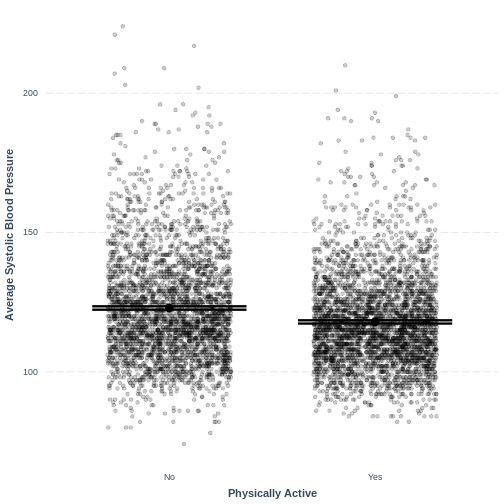 Average Systolic Blood Pressure
200
150
100
No
Yes
Physically Active